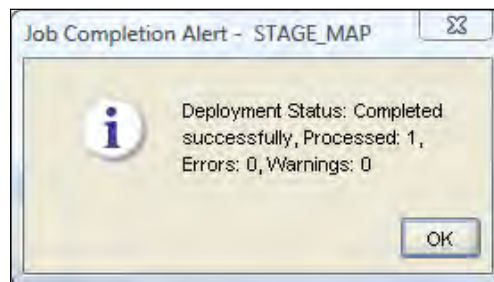 Job Completion Alert - STAGE_MAP
Deployment Status: Completed
successfully, Processed: 1,
Errors: 0, Warnings: 0
OK